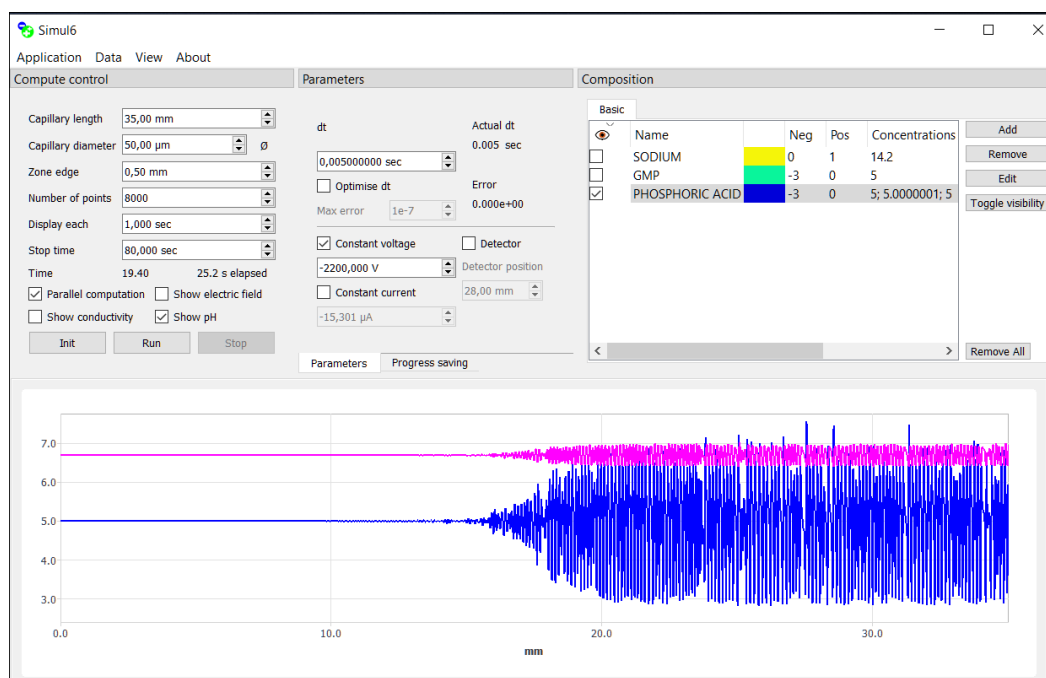 Simul6
Application Data View About
Compute control
Capillary length 35,00 mm
Capillary diameter 50,00 µm ø
Zone edge 0,50 mm
Number of points 8000
Display each 1,000 sec
Stop time 80,000 sec
Time 19.40 25.2 s elapsed
Parallel computation Show electric field
Show conductivity Show pH
Init Run Stop
Parameters
dt Actual dt
0.005 sec
0,005000000 sec
Optimise dt Error
0.000e+00
Max error 1e-7
Constant voltage Detector
-2200,000 V Detector position
Constant current 28,00 mm
-15,301 µA
Parameters Progress saving
Composition
Basic
Name Neg Pos Concentrations
SODIUM 0 1 14.2
GMP -3 0 5
PHOSPHORIC ACID -3 0 5; 5.0000001; 5
Add
Remove
Edit
Toggle visibility
Remove All
7.0
6.0
5.0
4.0
3.0
0.0 10.0 20.0 30.0
mm